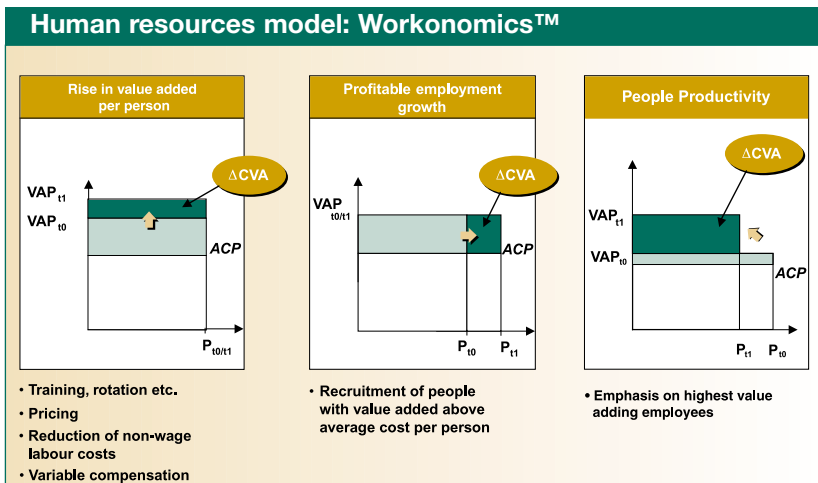 Human resources model: Workonomics™
Rise in value added
per person
ΔCVA
VAPt1
VAPt0
ACP
Pt0/t1
• Training, rotation etc.
• Pricing
• Reduction of non-wage
labour costs
• Variable compensation
Profitable employment
growth
ΔCVA
VAP
t0/t1
ACP
Pt0
Pt1
• Recruitment of people
with value added above
average cost per person
People Productivity
ΔCVA
VAPt1
VAPt0
ACP
Pt1
Pt0
• Emphasis on highest value
adding employees